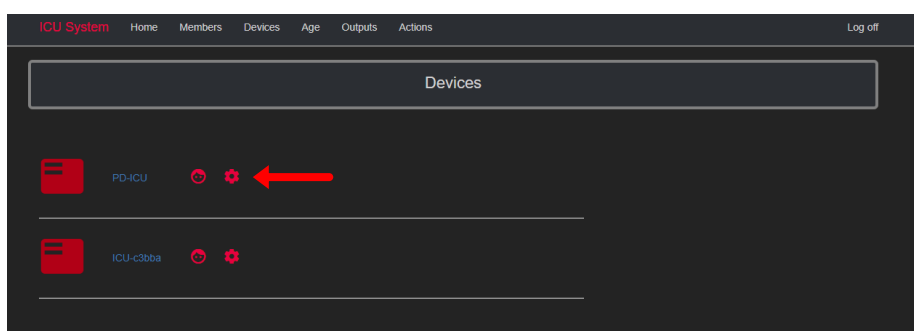 ICU System Home Members Devices Age Outputs Actions Log off
Devices
PD-ICU
ICU-c3bba